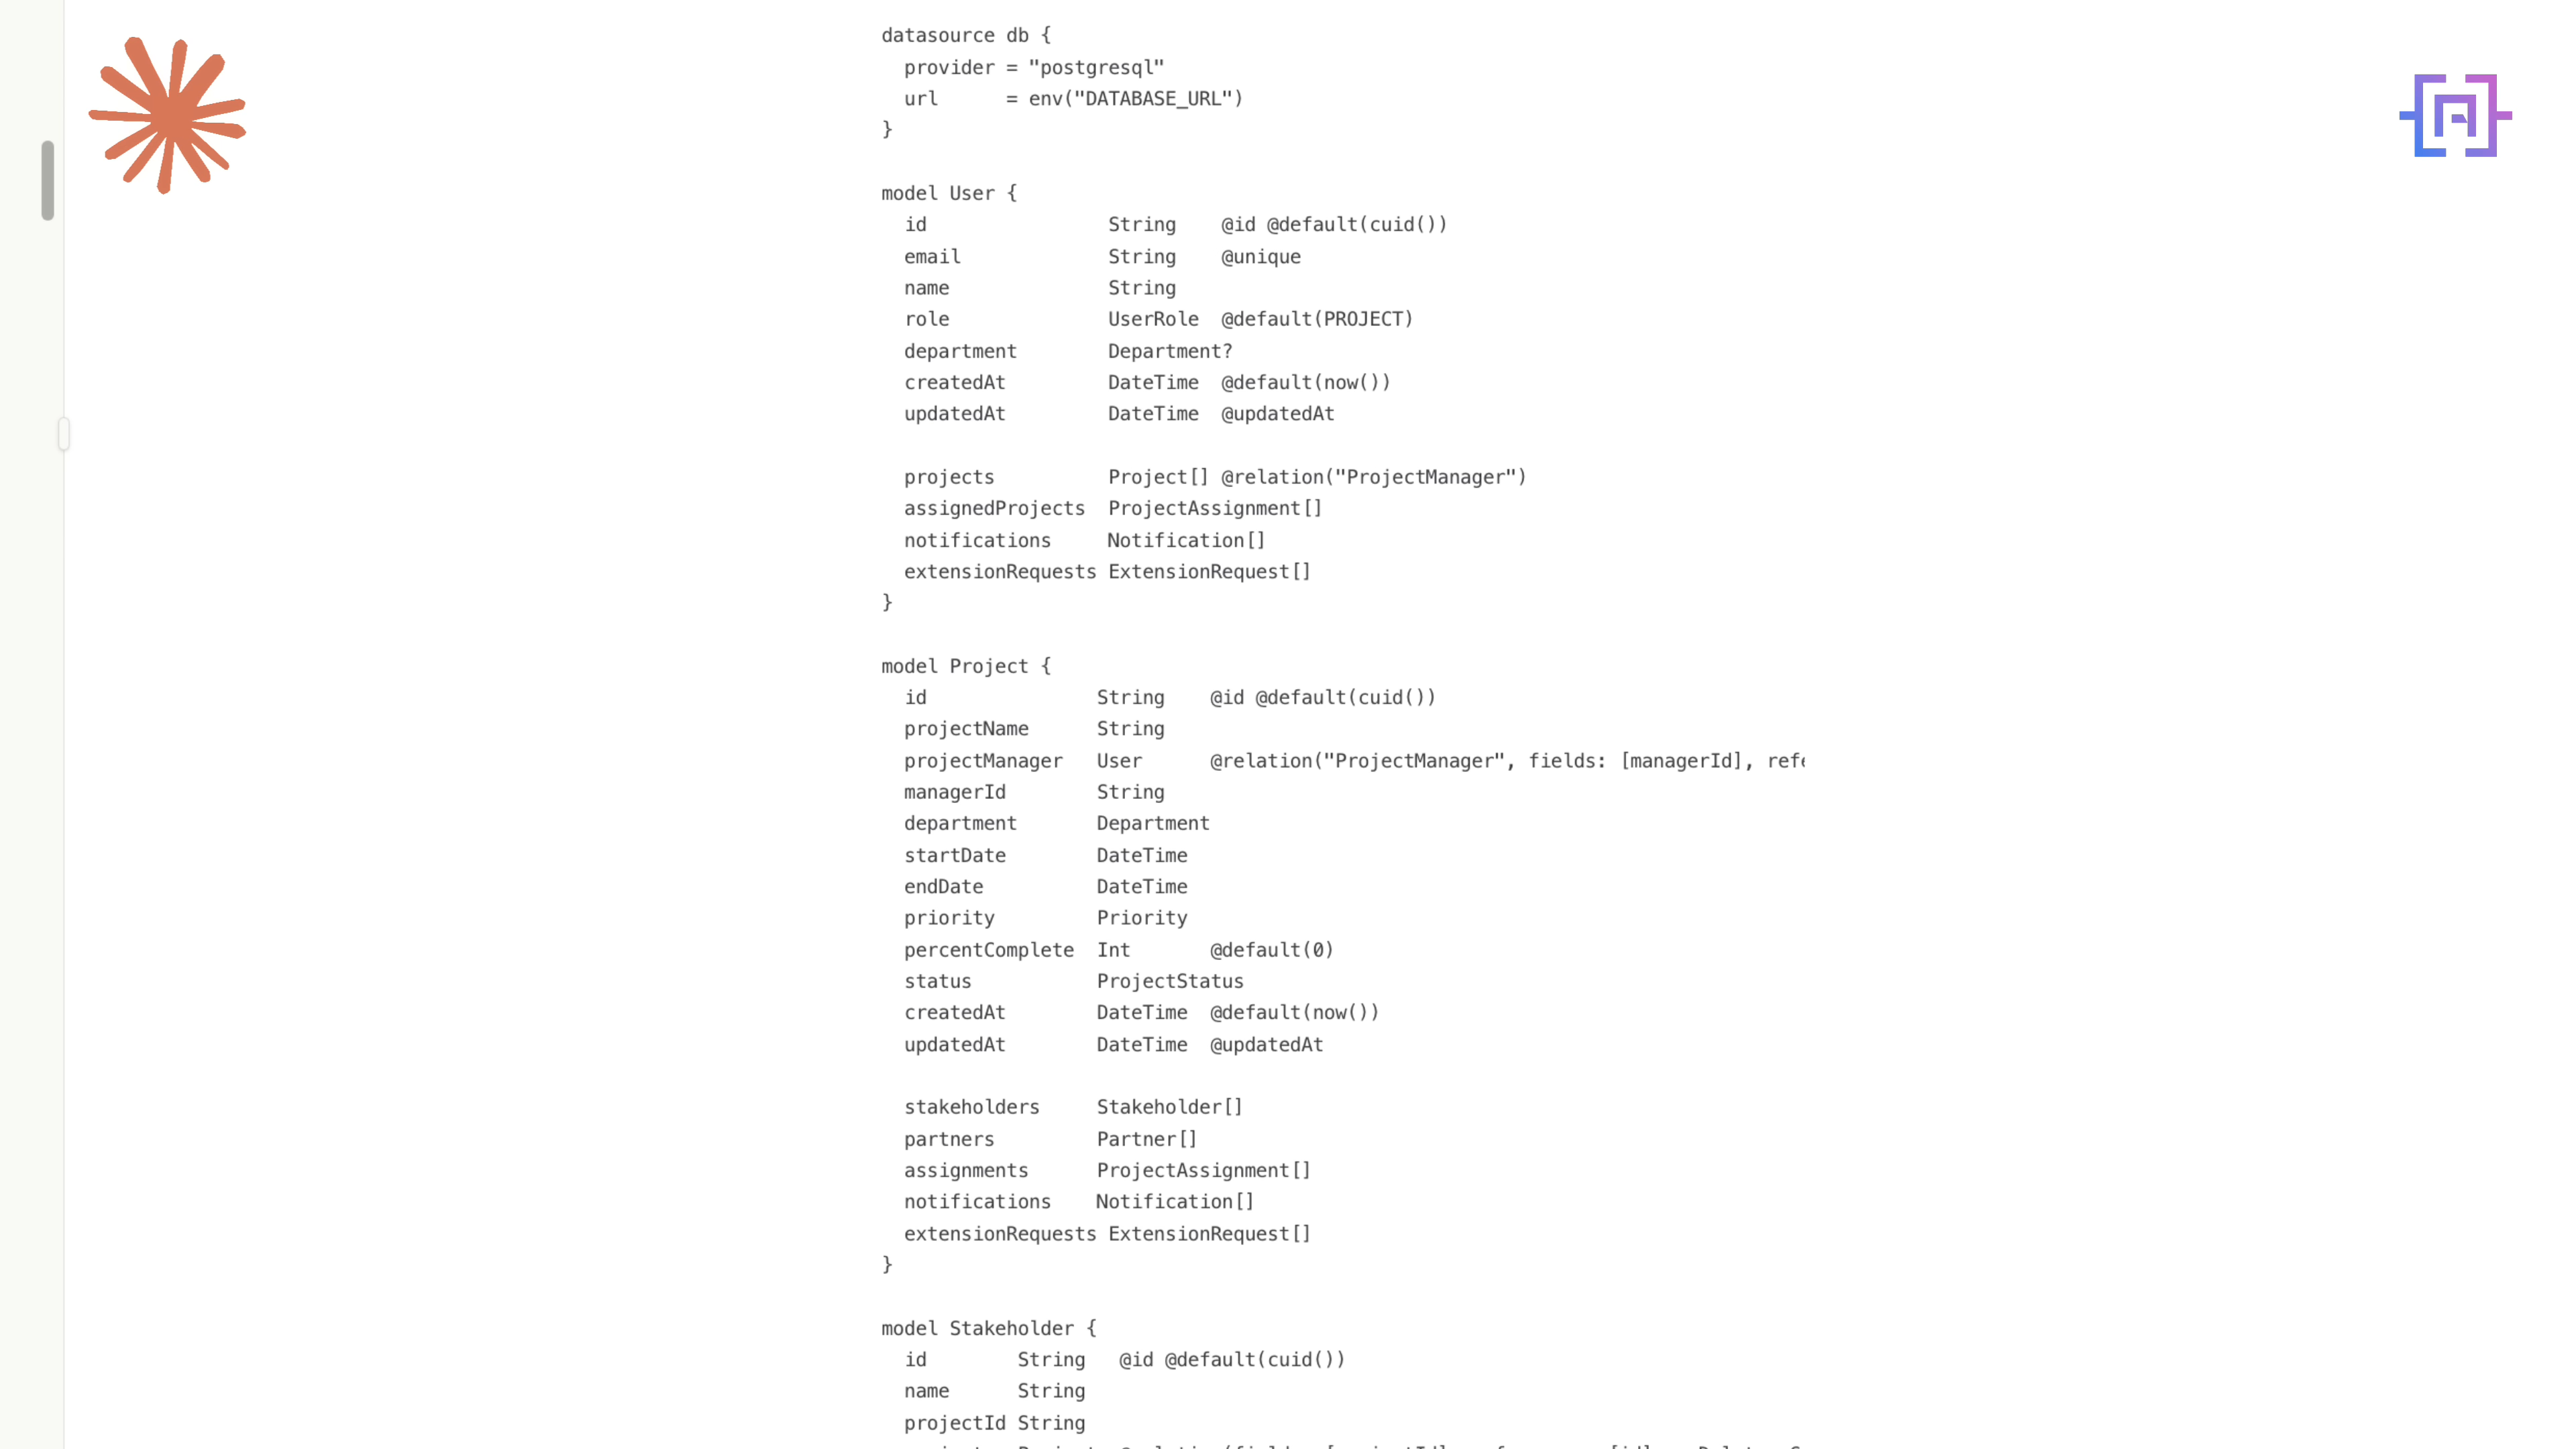 datasource db {
  provider = "postgresql"
  url      = env("DATABASE_URL")
}

model User {
  id                String    @id @default(cuid())
  email             String    @unique
  name              String
  role              UserRole  @default(PROJECT)
  department        Department?
  createdAt         DateTime  @default(now())
  updatedAt         DateTime  @updatedAt

  projects          Project[] @relation("ProjectManager")
  assignedProjects  ProjectAssignment[]
  notifications     Notification[]
  extensionRequests ExtensionRequest[]
}

model Project {
  id               String    @id @default(cuid())
  projectName      String
  projectManager   User      @relation("ProjectManager", fields: [managerId],
  managerId        String
  department       Department
  startDate        DateTime
  endDate          DateTime
  priority         Priority
  percentComplete  Int       @default(0)
  status           ProjectStatus
  createdAt        DateTime  @default(now())
  updatedAt        DateTime  @updatedAt

  stakeholders     Stakeholder[]
  partners         Partner[]
  assignments      ProjectAssignment[]
  notifications    Notification[]
  extensionRequests ExtensionRequest[]
}

model Stakeholder {
  id        String   @id @default(cuid())
  name      String
  projectId String